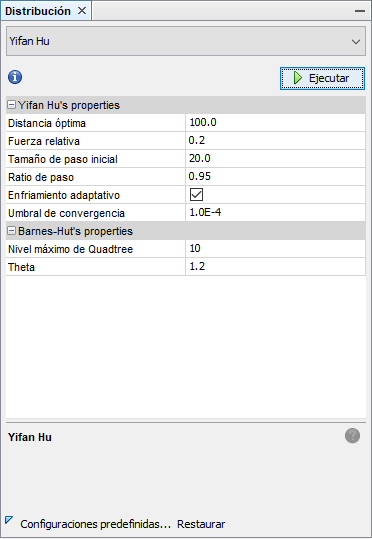 Distribución
Yifan Hu
Ejecutar
Yifan Hu's properties
Distancia óptima 100.0
Fuerza relativa 0.2
Tamaño de paso inicial 20.0
Ratio de paso 0.95
Enfriamiento adaptativo
Umbral de convergencia 1.0E-4
Barnes-Hut's properties
Nivel máximo de Quadtree 10
Theta 1.2
Yifan Hu ?
Configuraciones predefinidas... Restaurar